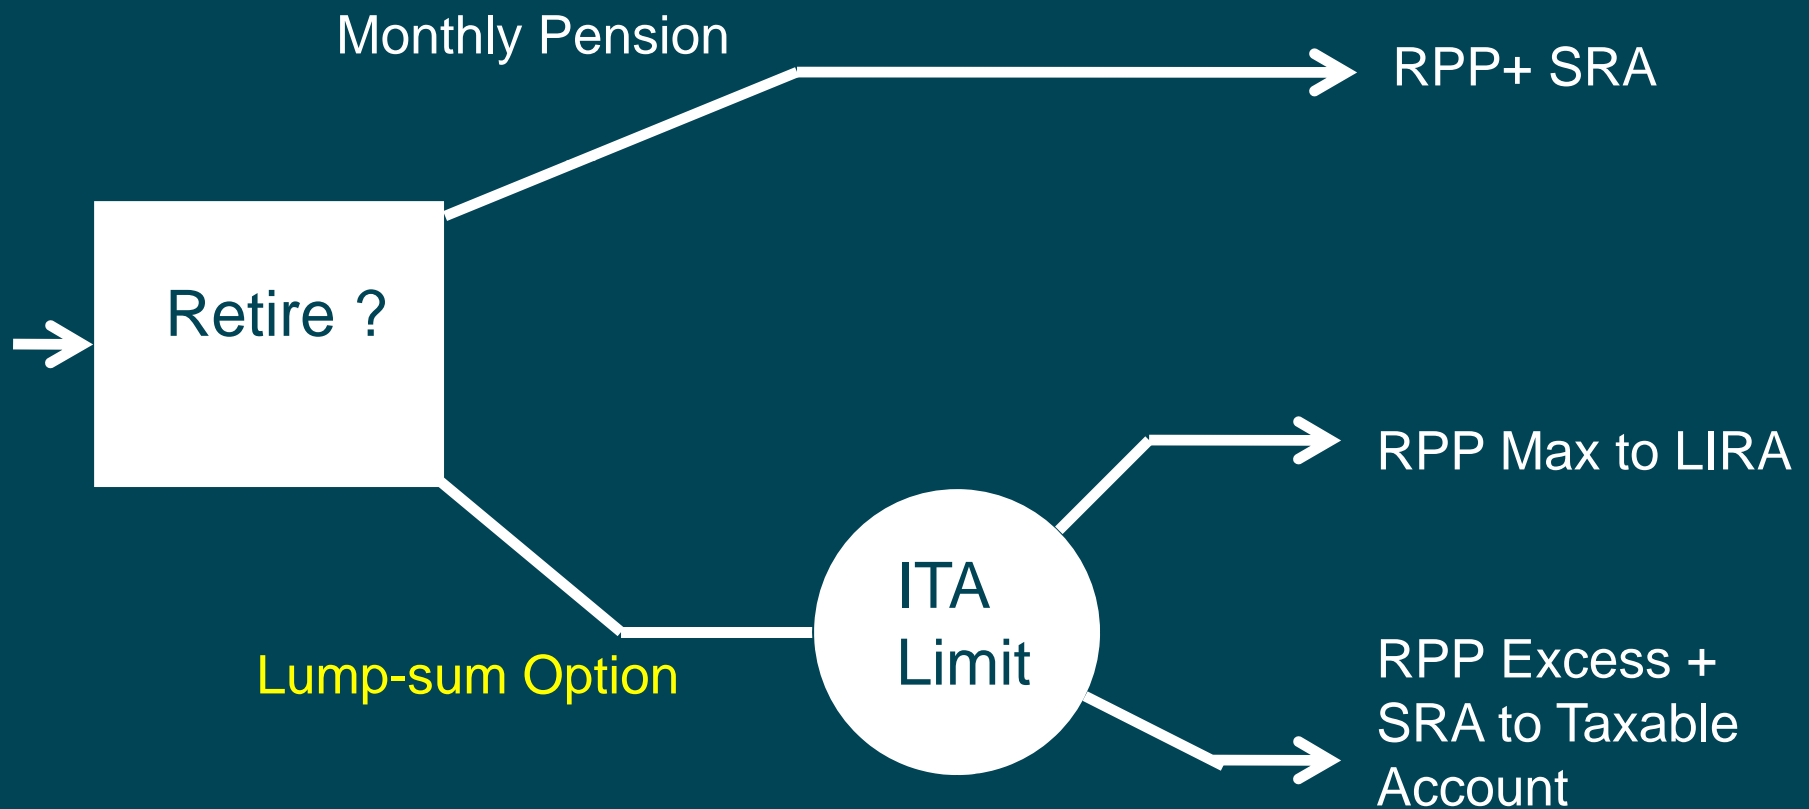 Monthly Pension
RPP+ SRA
Retire ?
RPP Max to LIRA
ITA
Limit
Lump-sum Option
RPP Excess +
SRA to Taxable
Account